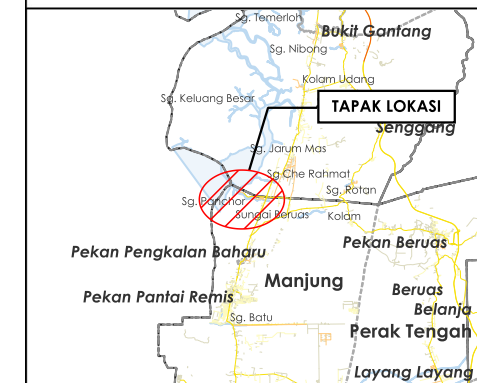 Sg. Temerloh
Bukit Gantang
Sg. Nibong
Kolam Udang
Sg. Keluang Besar
TAPAK LOKASI
Senggang
Sg. Jarum Mas
Sg Che Rahmat
Sg. Rotan
Sg. Panchor
Sungai Beruas
Kolam
Pekan Beruas
Pekan Pengkalan Baharu
Manjung
Beruas
Pekan Pantai Remis
Belanja
Sg. Batu
Perak Tengah
Layang Layang